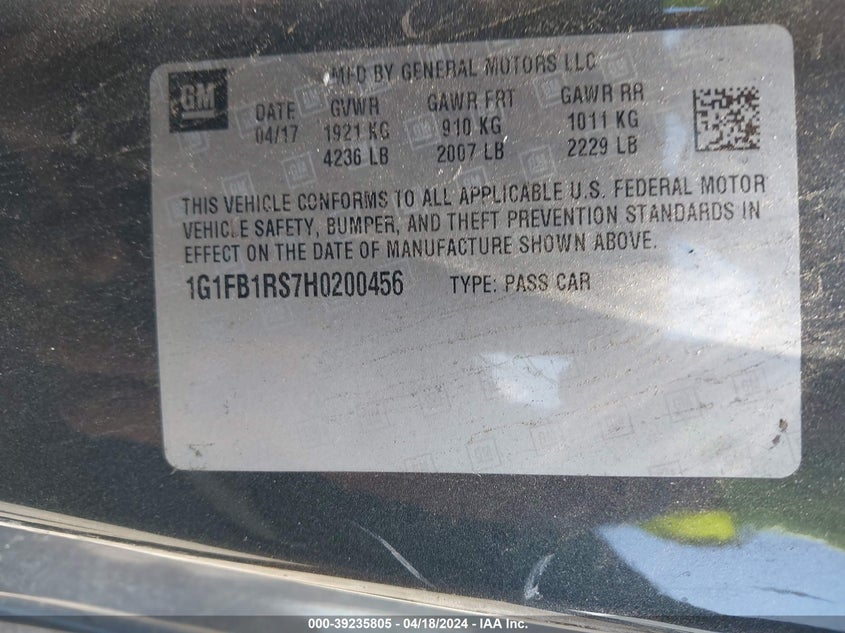 MFD BY GENERAL MOTORS LLC
GM
DATE GVWR GAWR FRT GAWR RR
04/17 1921 KG 910 KG 1011 KG
4236 LB 2007 LB 2229 LB
THIS VEHICLE CONFORMS TO ALL APPLICABLE U.S. FEDERAL MOTOR
VEHICLE SAFETY, BUMPER, AND THEFT PREVENTION STANDARDS IN
EFFECT ON THE DATE OF MANUFACTURE SHOWN ABOVE.
1G1FB1RS7H0200456 TYPE: PASS CAR
000-39235805 / 04/18/2024 - IAA Inc.